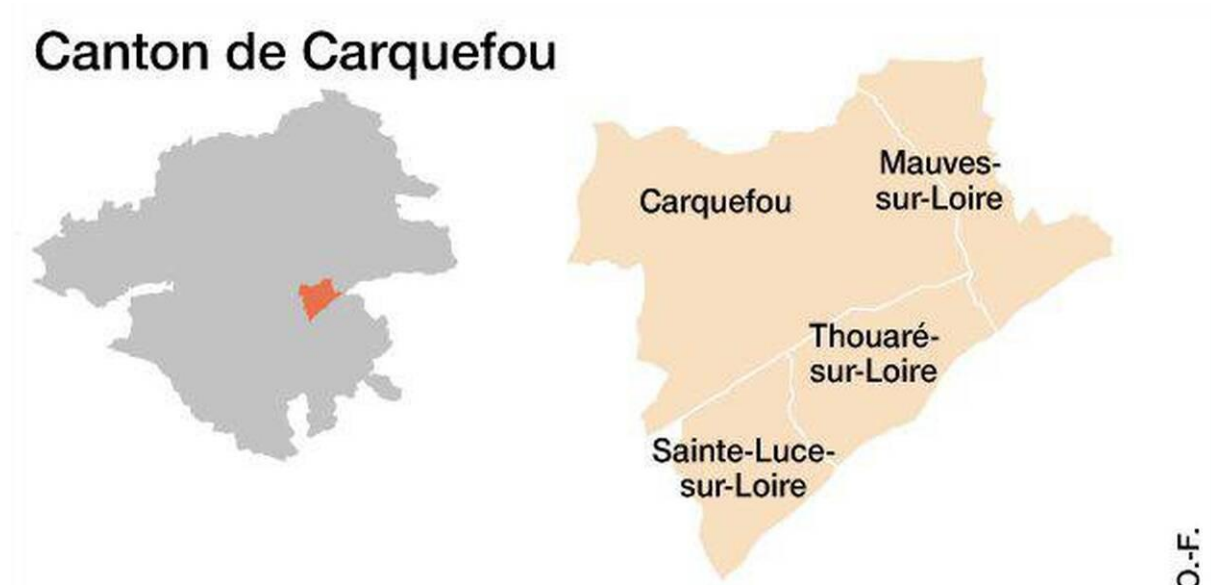 Canton de Carquefou
Mauves-
sur-Loire
Carquefou
Thouaré-
sur-Loire
Sainte-Luce-
sur-Loire
O.-F.